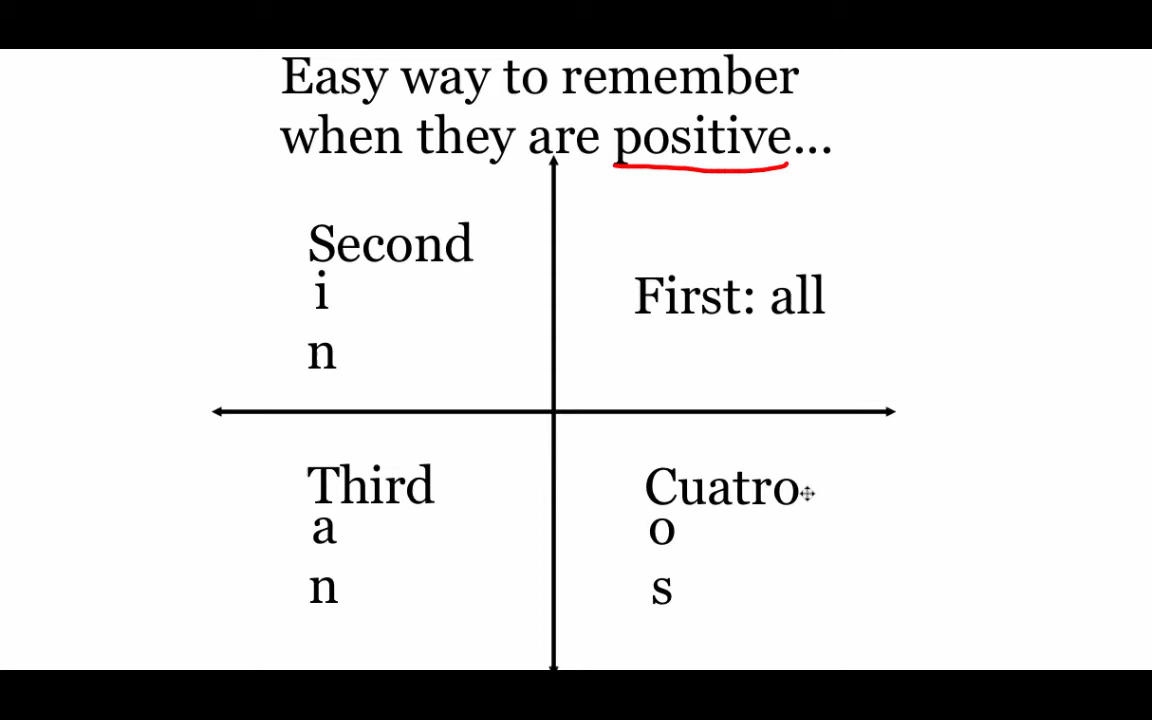 Easy way to remember
when they are positive...
Second
i
n
First: all
Third
a
n
Cuatro
o
s